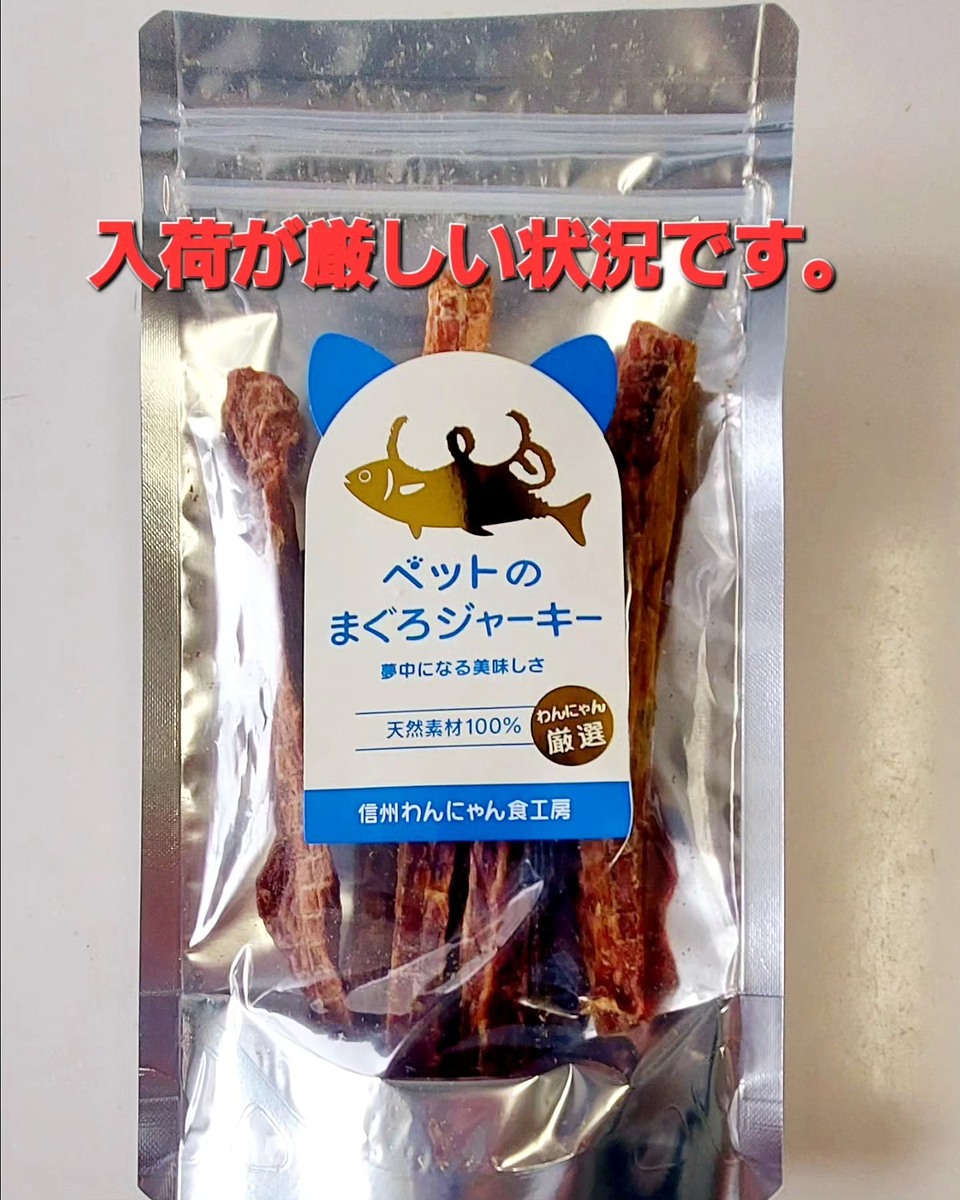 入荷が厳しい状況です。
ペットの
まぐろジャーキー
夢中になる美味しさ
天然素材100%
わんにゃん
厳選
信州わんにゃん食工房